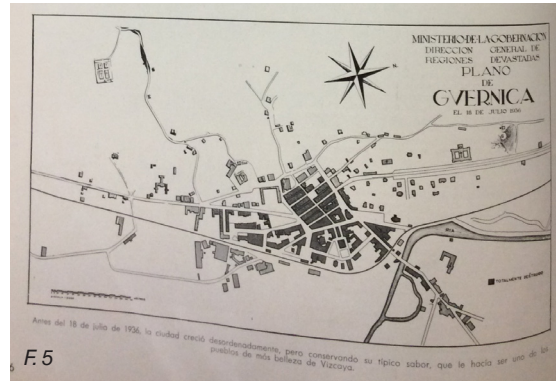 MINISTERIO·DE·LA·GOBERNACION
DIRECCION GENERAL DE
REGIONES DEVASTADAS
PLANO
DE
GVERNICA
EL 18 DE JULIO 1936
N.
TOTALMENTE DESTRUIDO
Antes del 18 de julio de 1936, la ciudad creció desordenadamente, pero conservando su típico sabor, que le hacía ser uno de los
pueblos de más belleza de Vizcaya.
6
F.5